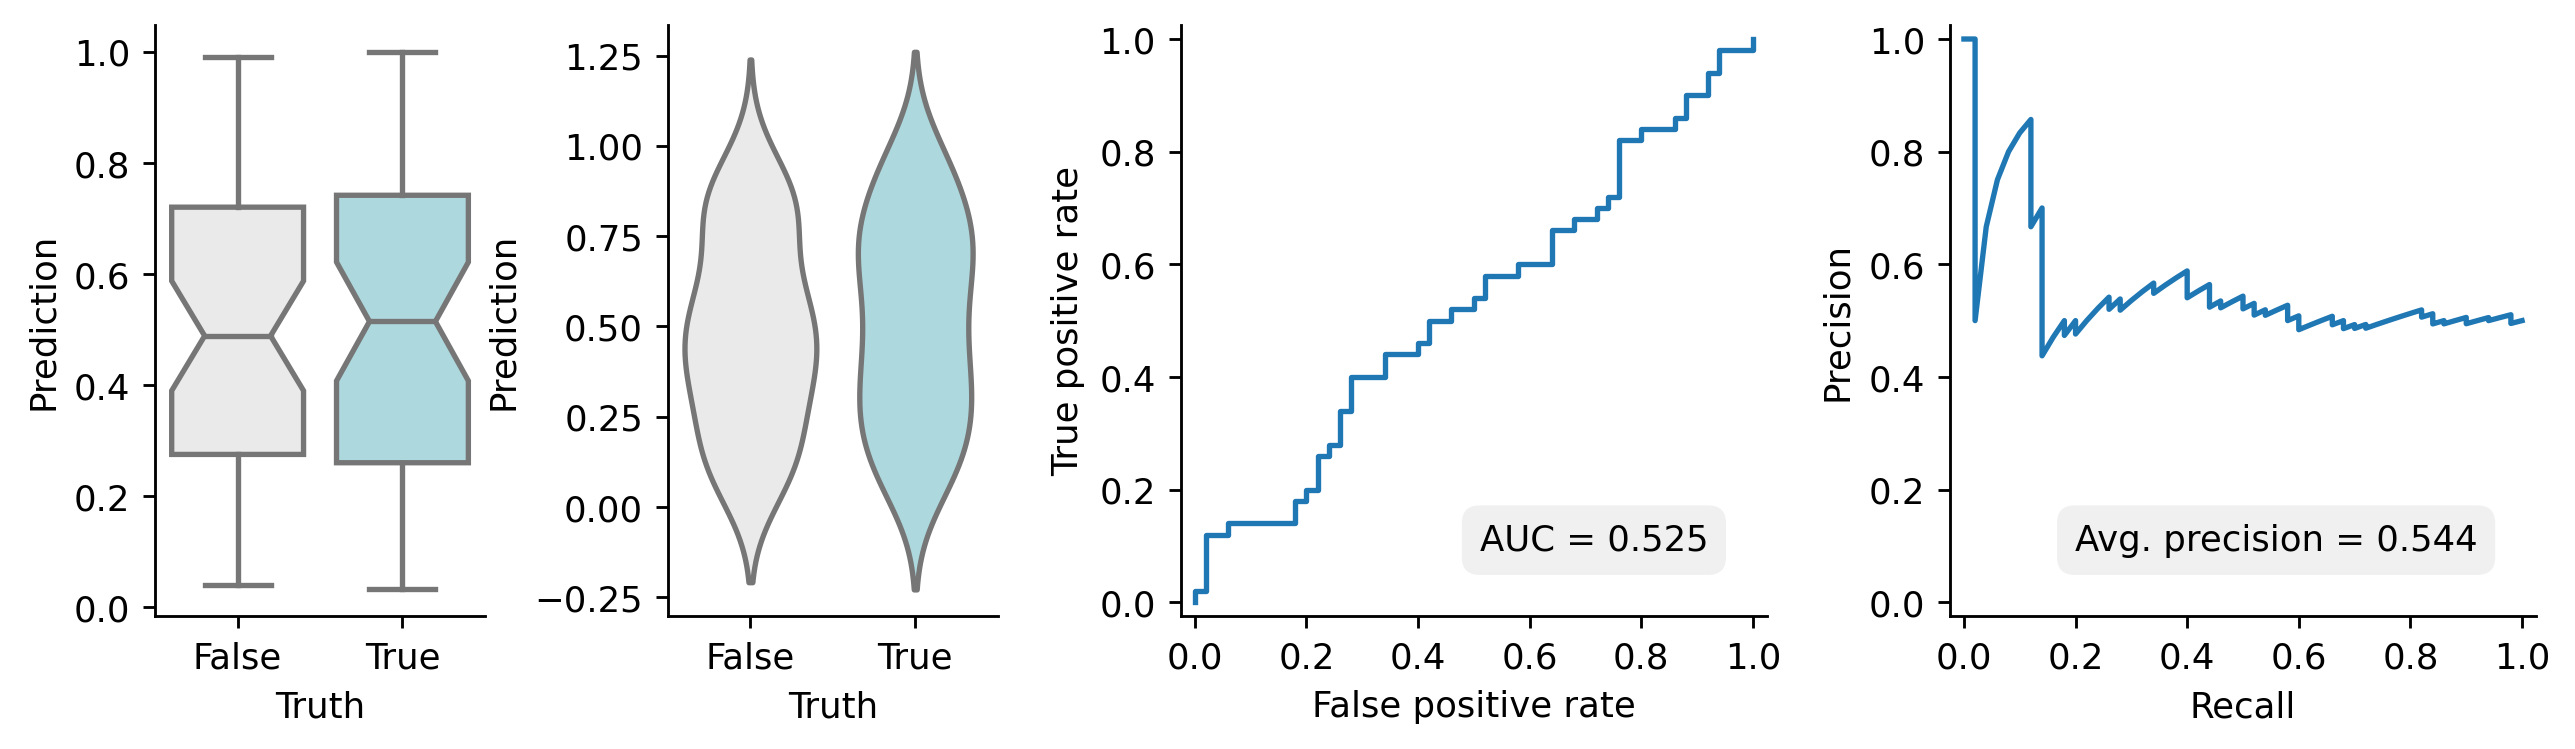 Prediction
1.0
0.8
0.6
0.4
0.2
0.0
False True
Truth
Prediction
1.25
1.00
0.75
0.50
0.25
0.00
−0.25
False True
Truth
True positive rate
1.0
0.8
0.6
0.4
0.2
0.0
AUC = 0.525
0.0 0.2 0.4 0.6 0.8 1.0
False positive rate
Precision
1.0
0.8
0.6
0.4
0.2
0.0
Avg. precision = 0.544
0.0 0.2 0.4 0.6 0.8 1.0
Recall